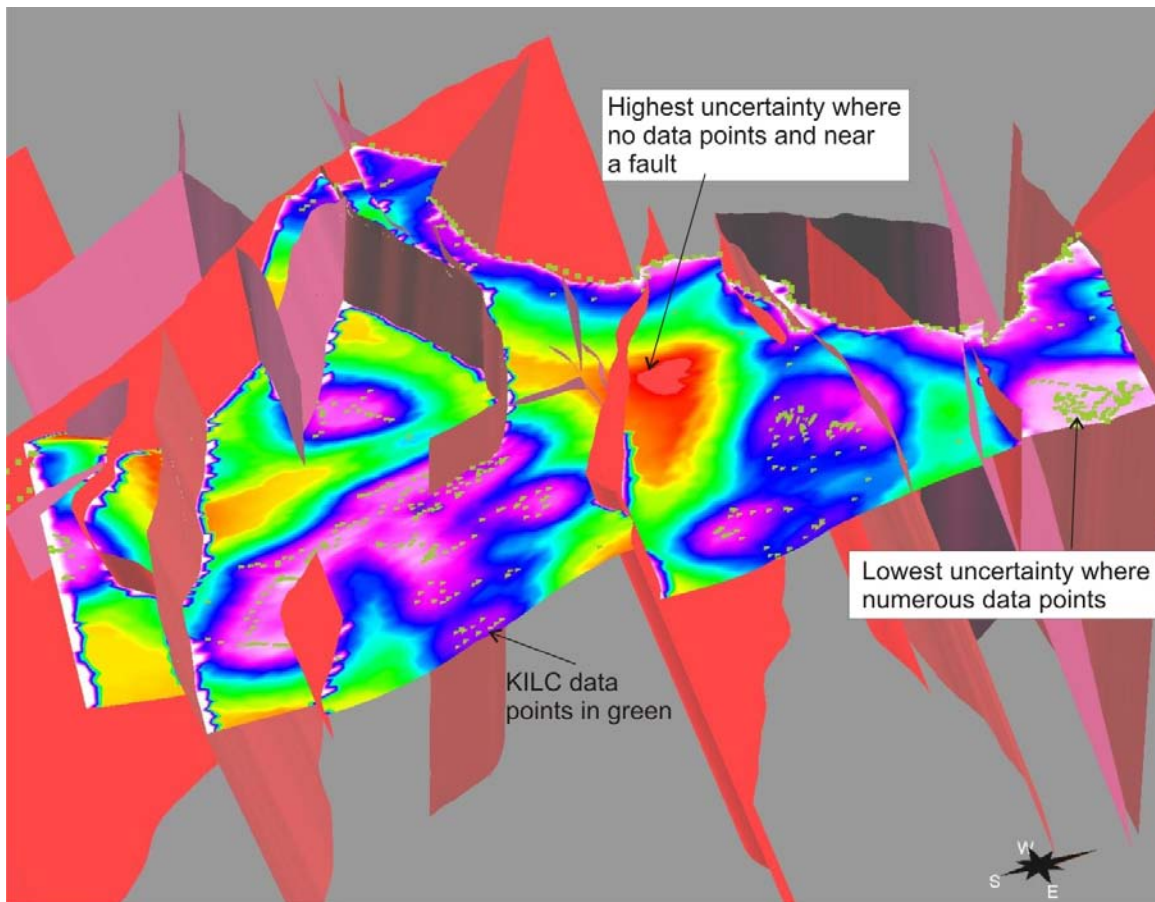 Highest uncertainty where
no data points and near
a fault
Lowest uncertainty where
numerous data points
KILC data
points in green
W
S
E